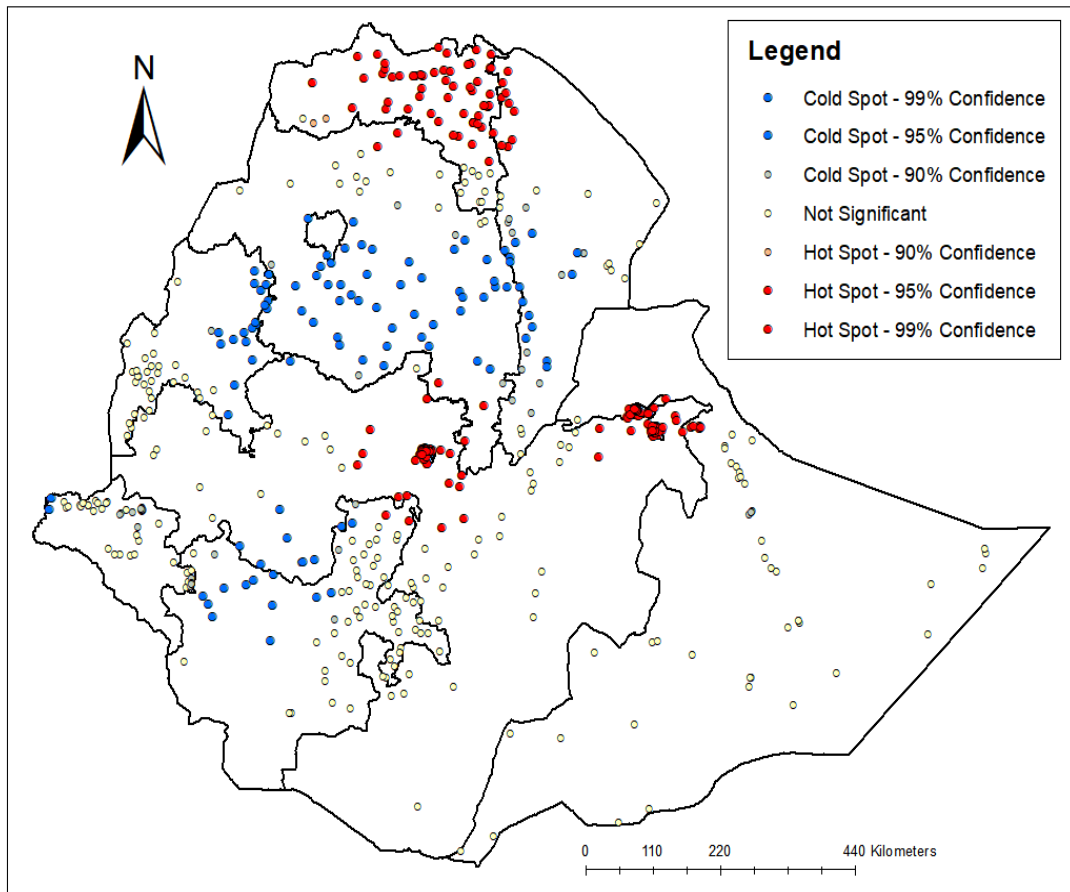 N
Legend
Cold Spot - 99% Confidence
Cold Spot - 95% Confidence
Cold Spot - 90% Confidence
Not Significant
Hot Spot - 90% Confidence
Hot Spot - 95% Confidence
Hot Spot - 99% Confidence
0 110 220 440 Kilometers